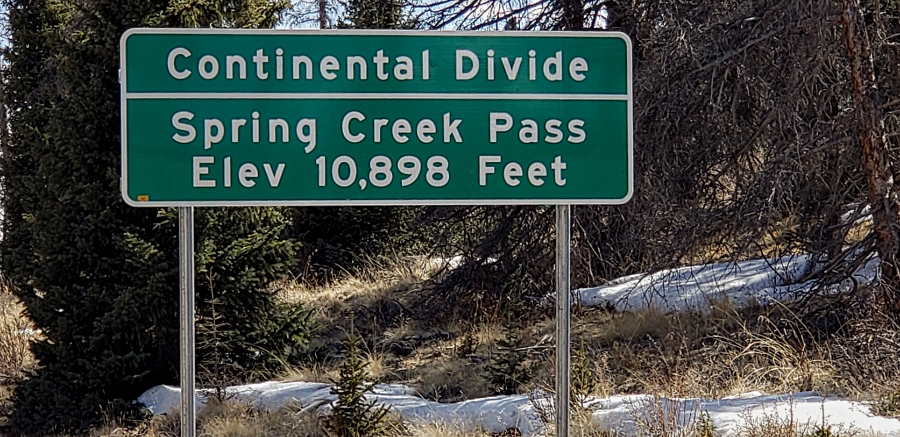 Continental Divide
Spring Creek Pass
Elev 10,898 Feet